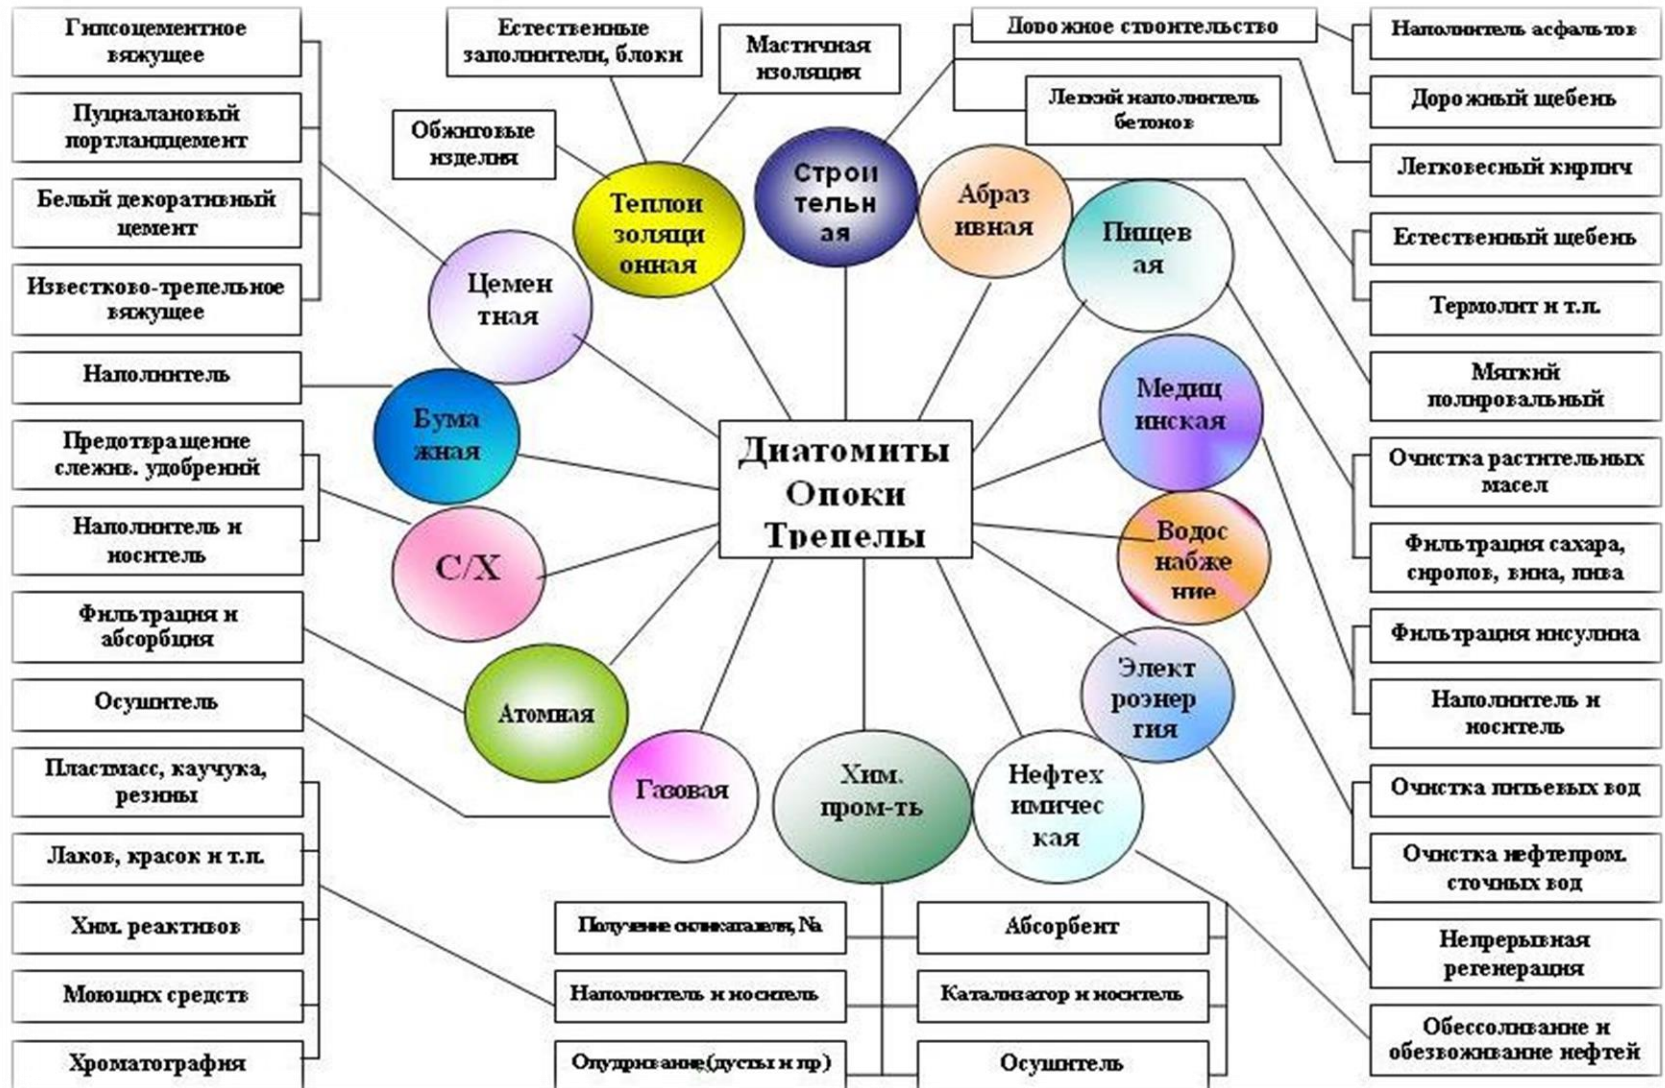 Гипсоцементное
вяжущее
Пуццалановый
портландцемент
Белый декоративный
цемент
Известково-трепельное
вяжущее
Наполнитель
Предотвращение
слежив. удобрений
Наполнитель и
носитель
Фильтрация и
абсорбция
Осушитель
Пластмасс, каучука,
резины
Лаков, красок и т.п.
Хим. реактивов
Моющих средств
Хроматография
Естественные
заполнители, блоки
Мастичная
изоляция
Обжиговые
изделия
Дорожное строительство
Легкий наполнитель
бетонов
Теплои
золяци
онная
Строи
тельн
ая
Абраз
ивная
Пищев
ая
Цемен
тная
Медиц
инская
Бума
жная
Диатомиты
Опоки
Трепелы
Водос
набже
ние
С/Х
Элект
роэнер
гия
Атомная
Газовая
Хим.
пром-ть
Нефтех
имичес
кая
Получение силикагеля, Na
Наполнитель и носитель
Опудривание(дусты и пр)
Абсорбент
Катализатор и носитель
Осушитель
Наполнитель асфальтов
Дорожный щебень
Легковесный кирпич
Естественный щебень
Термолит и т.п.
Мягкий
полировальный
Очистка растительных
масел
Фильтрация сахара,
сиропов, вина, пива
Фильтрация инсулина
Наполнитель и
носитель
Очистка питьевых вод
Очистка нефтепром.
сточных вод
Непрерывная
регенерация
Обессоливание и
обезвоживание нефтей